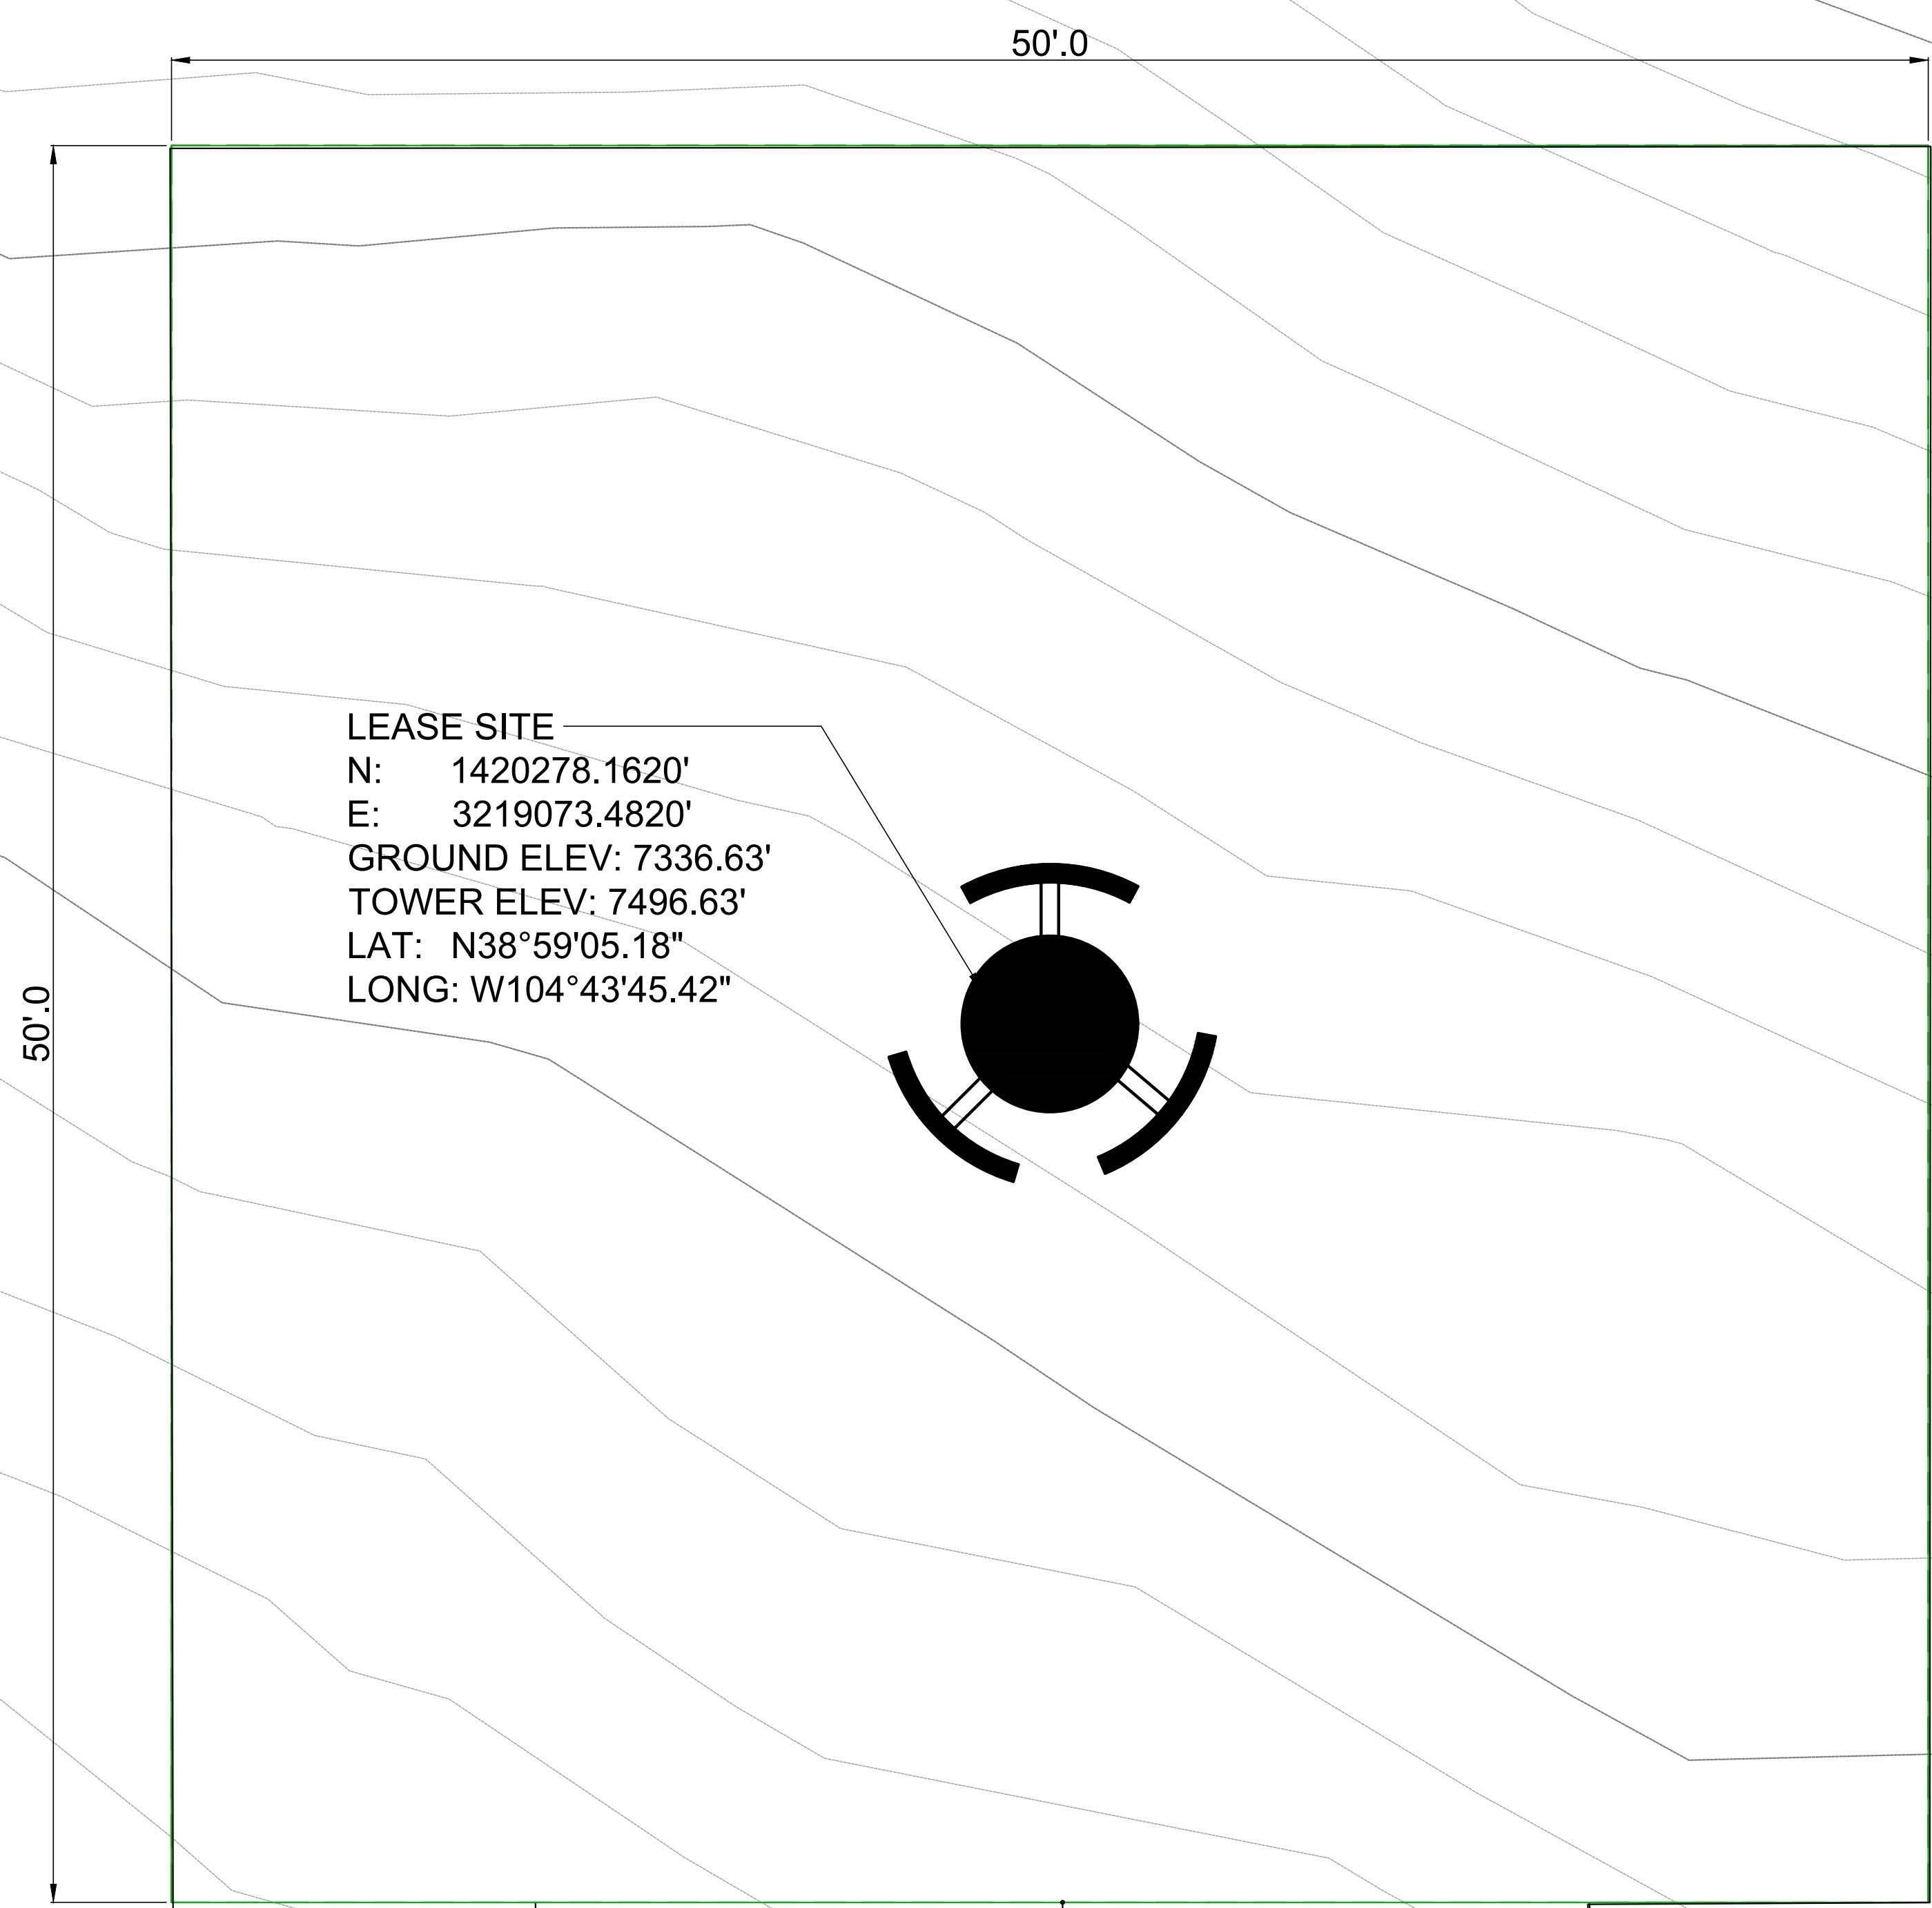 50'.0
LEASE SITE
N: 1420278.1620'
E: 3219073.4820'
GROUND ELEV: 7336.63'
TOWER ELEV: 7496.63'
LAT: N38°59'05.18"
LONG: W104°43'45.42"
50'.0